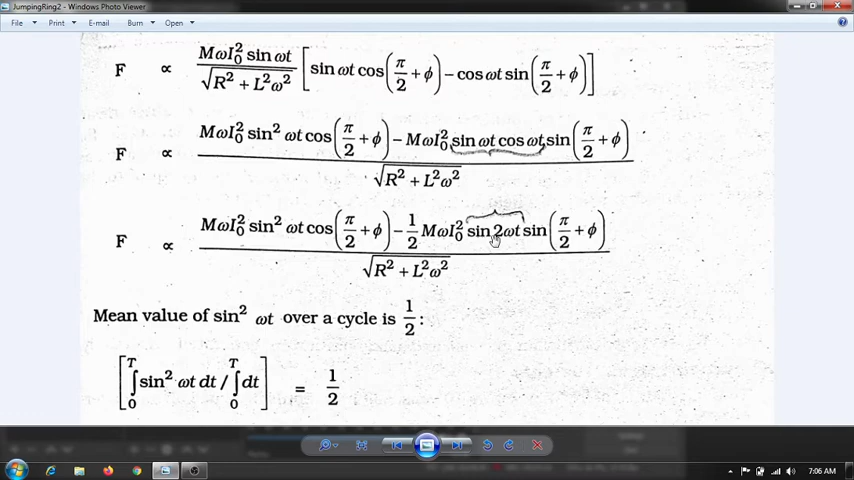 JumpingRing2 - Windows Photo Viewer
File Print E-mail Burn Open
F ∝ MωI₀² sin ωt / √(R² + L²ω²) [sin ωt cos(π/2 + ϕ) − cos ωt sin(π/2 + ϕ)]
F ∝ (MωI₀² sin² ωt cos(π/2 + ϕ) − MωI₀² sin ωt cos ωt sin(π/2 + ϕ)) / √(R² + L²ω²)
F ∝ (MωI₀² sin² ωt cos(π/2 + ϕ) − 1/2 MωI₀² sin 2ωt sin(π/2 + ϕ)) / √(R² + L²ω²)
Mean value of sin² ωt over a cycle is 1/2:
[∫₀ᵀ sin² ωt dt / ∫₀ᵀ dt] = 1/2
7:06 AM